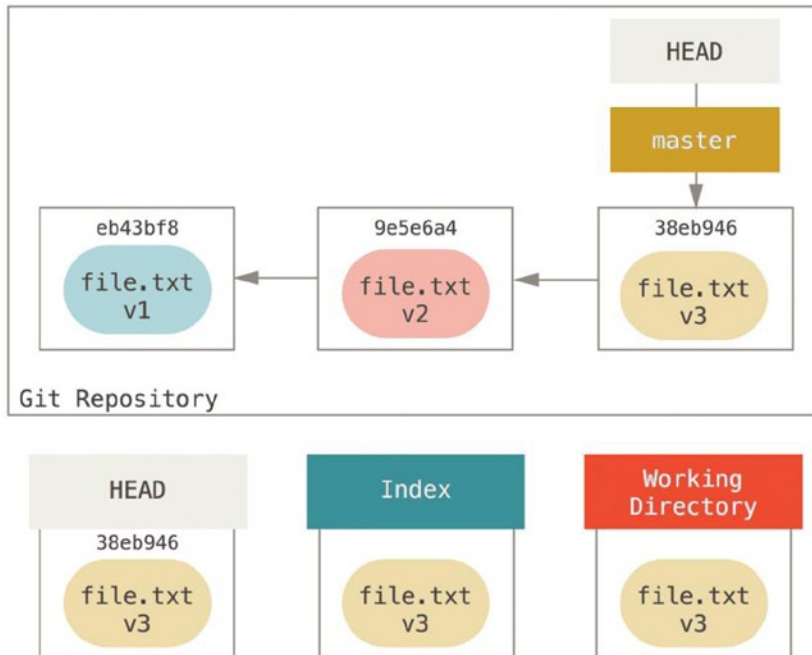 HEAD
master
eb43bf8
file.txt
v1
9e5e6a4
file.txt
v2
38eb946
file.txt
v3
Git Repository
HEAD
38eb946
file.txt
v3
Index
file.txt
v3
Working
Directory
file.txt
v3